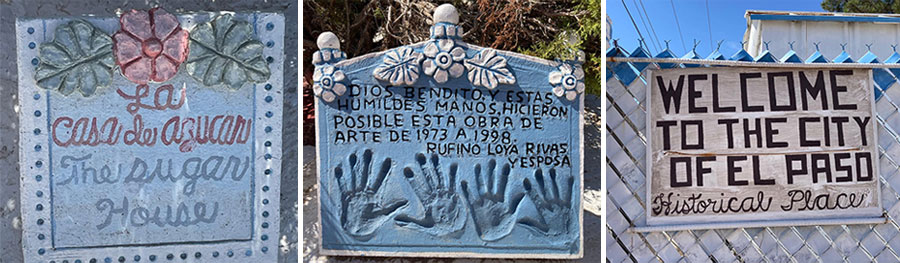 La
casa de azucar
The sugar
House
DIOS, BENDITO, Y ESTAS
HUMILDES, MANOS, HICIERON,
POSIBLE ESTA OBRA DE
ARTE DE 1973 A 1998.
RUFINO LOYA RIVAS
Y ESPOSA
WELCOME
TO THE CITY
OF EL PASO
Historical Place